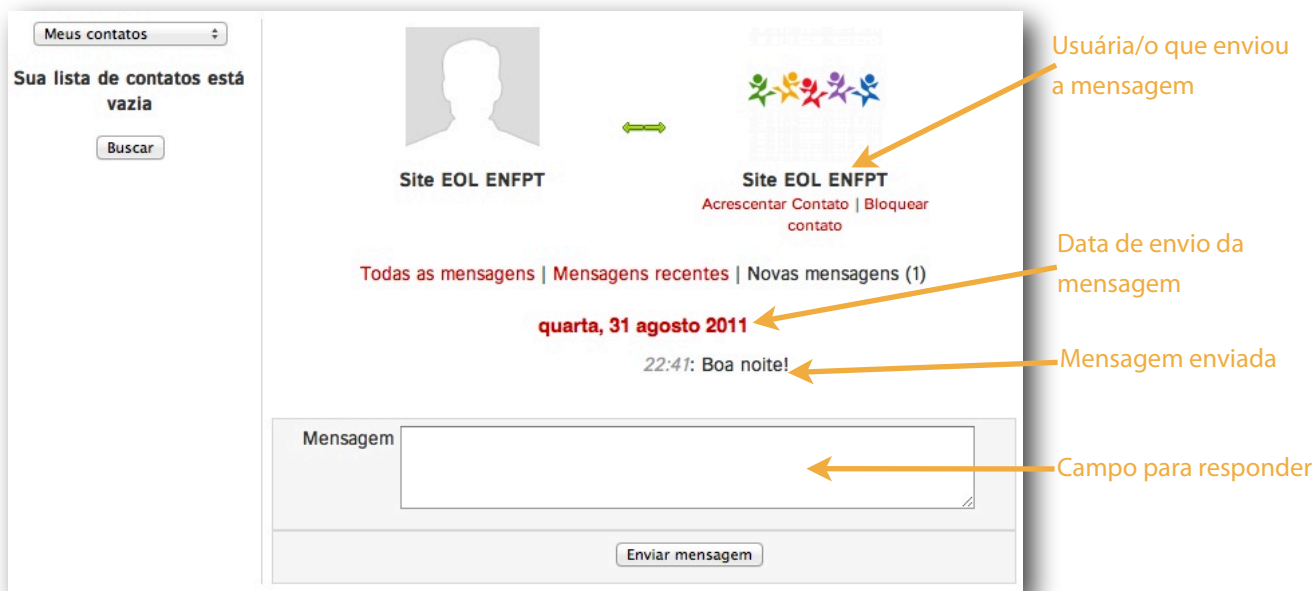 Meus contatos
Sua lista de contatos está
vazia
Buscar
Site EOL ENFPT
Site EOL ENFPT
Acrescentar Contato | Bloquear
contato
Todas as mensagens | Mensagens recentes | Novas mensagens (1)
quarta, 31 agosto 2011
22:41: Boa noite!
Mensagem
Enviar mensagem
Usuária/o que enviou
a mensagem
Data de envio da
mensagem
Mensagem enviada
Campo para responder